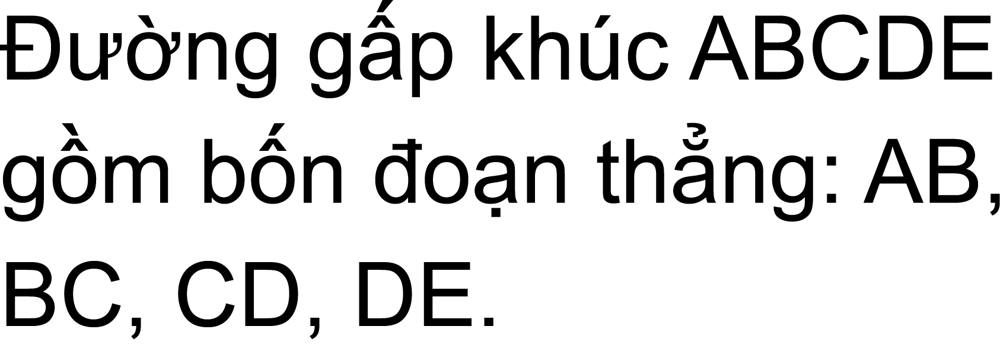 Đường gấp khúc ABCDE
gồm bốn đoạn thẳng: AB,
BC, CD, DE.